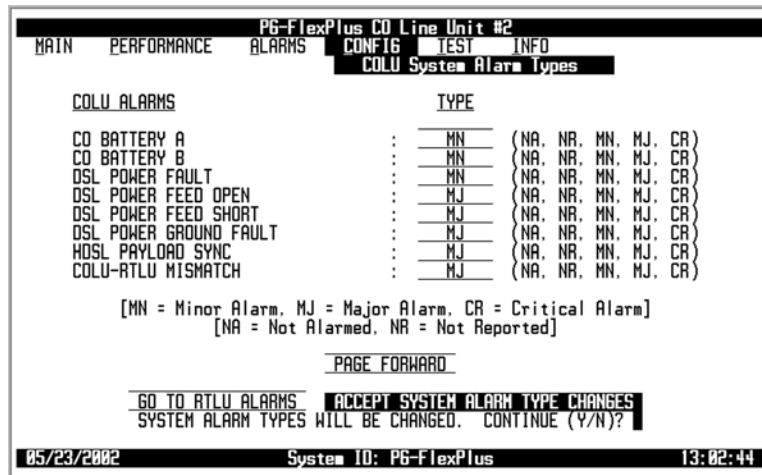 PG-FlexPlus CO Line Unit #2
MAIN PERFORMANCE ALARMS CONFIG TEST INFO
COLU System Alarm Types
COLU ALARMS TYPE
CO BATTERY A : MN (NA, NR, MN, MJ, CR)
CO BATTERY B : MN (NA, NR, MN, MJ, CR)
DSL POWER FAULT : MN (NA, NR, MN, MJ, CR)
DSL POWER FEED OPEN : MJ (NA, NR, MN, MJ, CR)
DSL POWER FEED SHORT : MJ (NA, NR, MN, MJ, CR)
DSL POWER GROUND FAULT : MJ (NA, NR, MN, MJ, CR)
HDSL PAYLOAD SYNC : MJ (NA, NR, MN, MJ, CR)
COLU-RTLU MISMATCH : MJ (NA, NR, MN, MJ, CR)
[MN = Minor Alarm, MJ = Major Alarm, CR = Critical Alarm]
[NA = Not Alarmed, NR = Not Reported]
PAGE FORWARD
GO TO RTLU ALARMS ACCEPT SYSTEM ALARM TYPE CHANGES
SYSTEM ALARM TYPES WILL BE CHANGED. CONTINUE (Y/N)?
05/23/2002 System ID: PG-FlexPlus 13:02:44